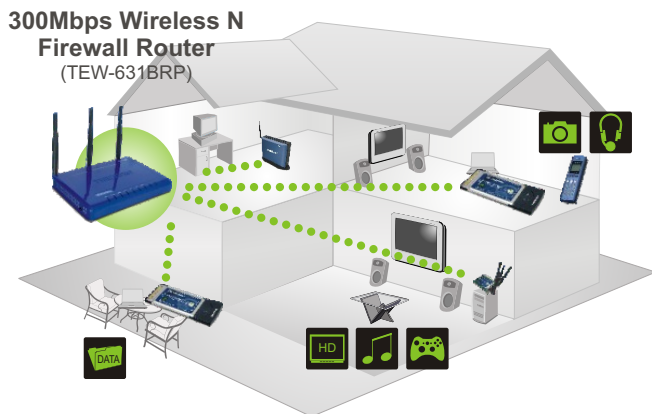 300Mbps Wireless N
Firewall Router
(TEW-631BRP)
HD
DATA